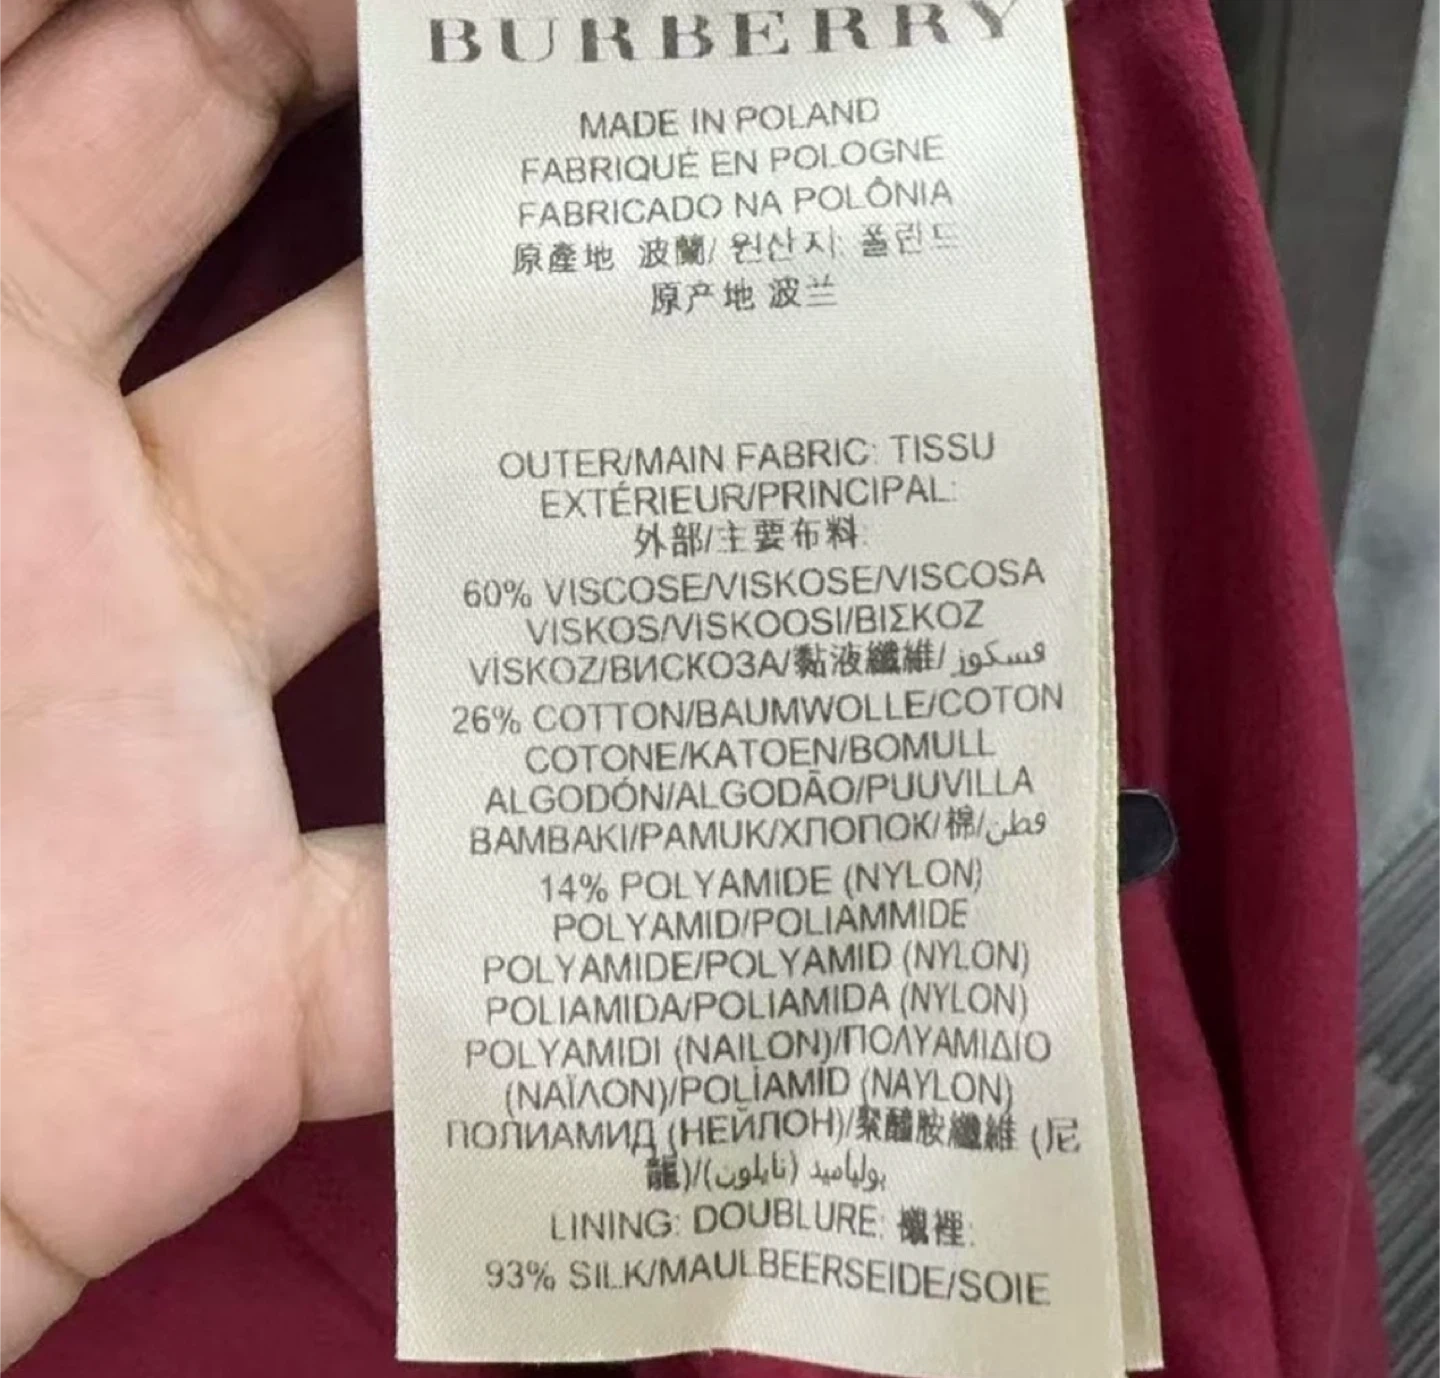 BURBERRY
MADE IN POLAND
FABRIQUÉ EN POLOGNE
FABRICADO NA POLÔNIA
原產地 波蘭/ 원산지: 폴란드
原产地 波兰
OUTER/MAIN FABRIC: TISSU
EXTÉRIEUR/PRINCIPAL:
外部/主要布料:
60% VISCOSE/VISKOSE/VISCOSA
VISKOS/VISKOOSI/ΒΙΣΚΟΖ
VİSKOZ/ВИСКОЗА/黏液纖維/فسكوز
26% COTTON/BAUMWOLLE/COTON
COTONE/KATOEN/BOMULL
ALGODÓN/ALGODÃO/PUUVILLA
BAMBAKI/PAMUK/ХЛОПОК/棉/قطن
14% POLYAMIDE (NYLON)
POLYAMID/POLIAMMIDE
POLYAMIDE/POLYAMID (NYLON)
POLIAMIDA/POLIAMIDA (NYLON)
POLYAMIDI (NAILON)/ΠΟΛΥΑΜΙΔΙΟ
(ΝΑΪΛΟΝ)/POLİAMİD (NAYLON)
ПОЛИАМИД (НЕЙЛОН)/聚醯胺纖維 (尼
龍)/بولياميد (نايلون)
LINING: DOUBLURE: 襯裡:
93% SILK/MAULBEERSEIDE/SOIE